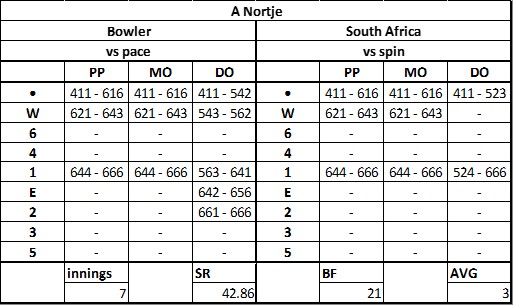 A Nortje
Bowler South Africa
vs pace vs spin
PP MO DO PP MO DO
• 411 - 616 411 - 616 411 - 542 • 411 - 616 411 - 616 411 - 523
W 621 - 643 621 - 643 543 - 562 W 621 - 643 621 - 643 -
6 - - - 6 - - -
4 - - - 4 - - -
1 644 - 666 644 - 666 563 - 641 1 644 - 666 644 - 666 524 - 666
E - - 642 - 656 E - - -
2 - - 661 - 666 2 - - -
3 - - - 3 - - -
5 - - - 5 - - -
innings SR BF AVG
7 42.86 21 3